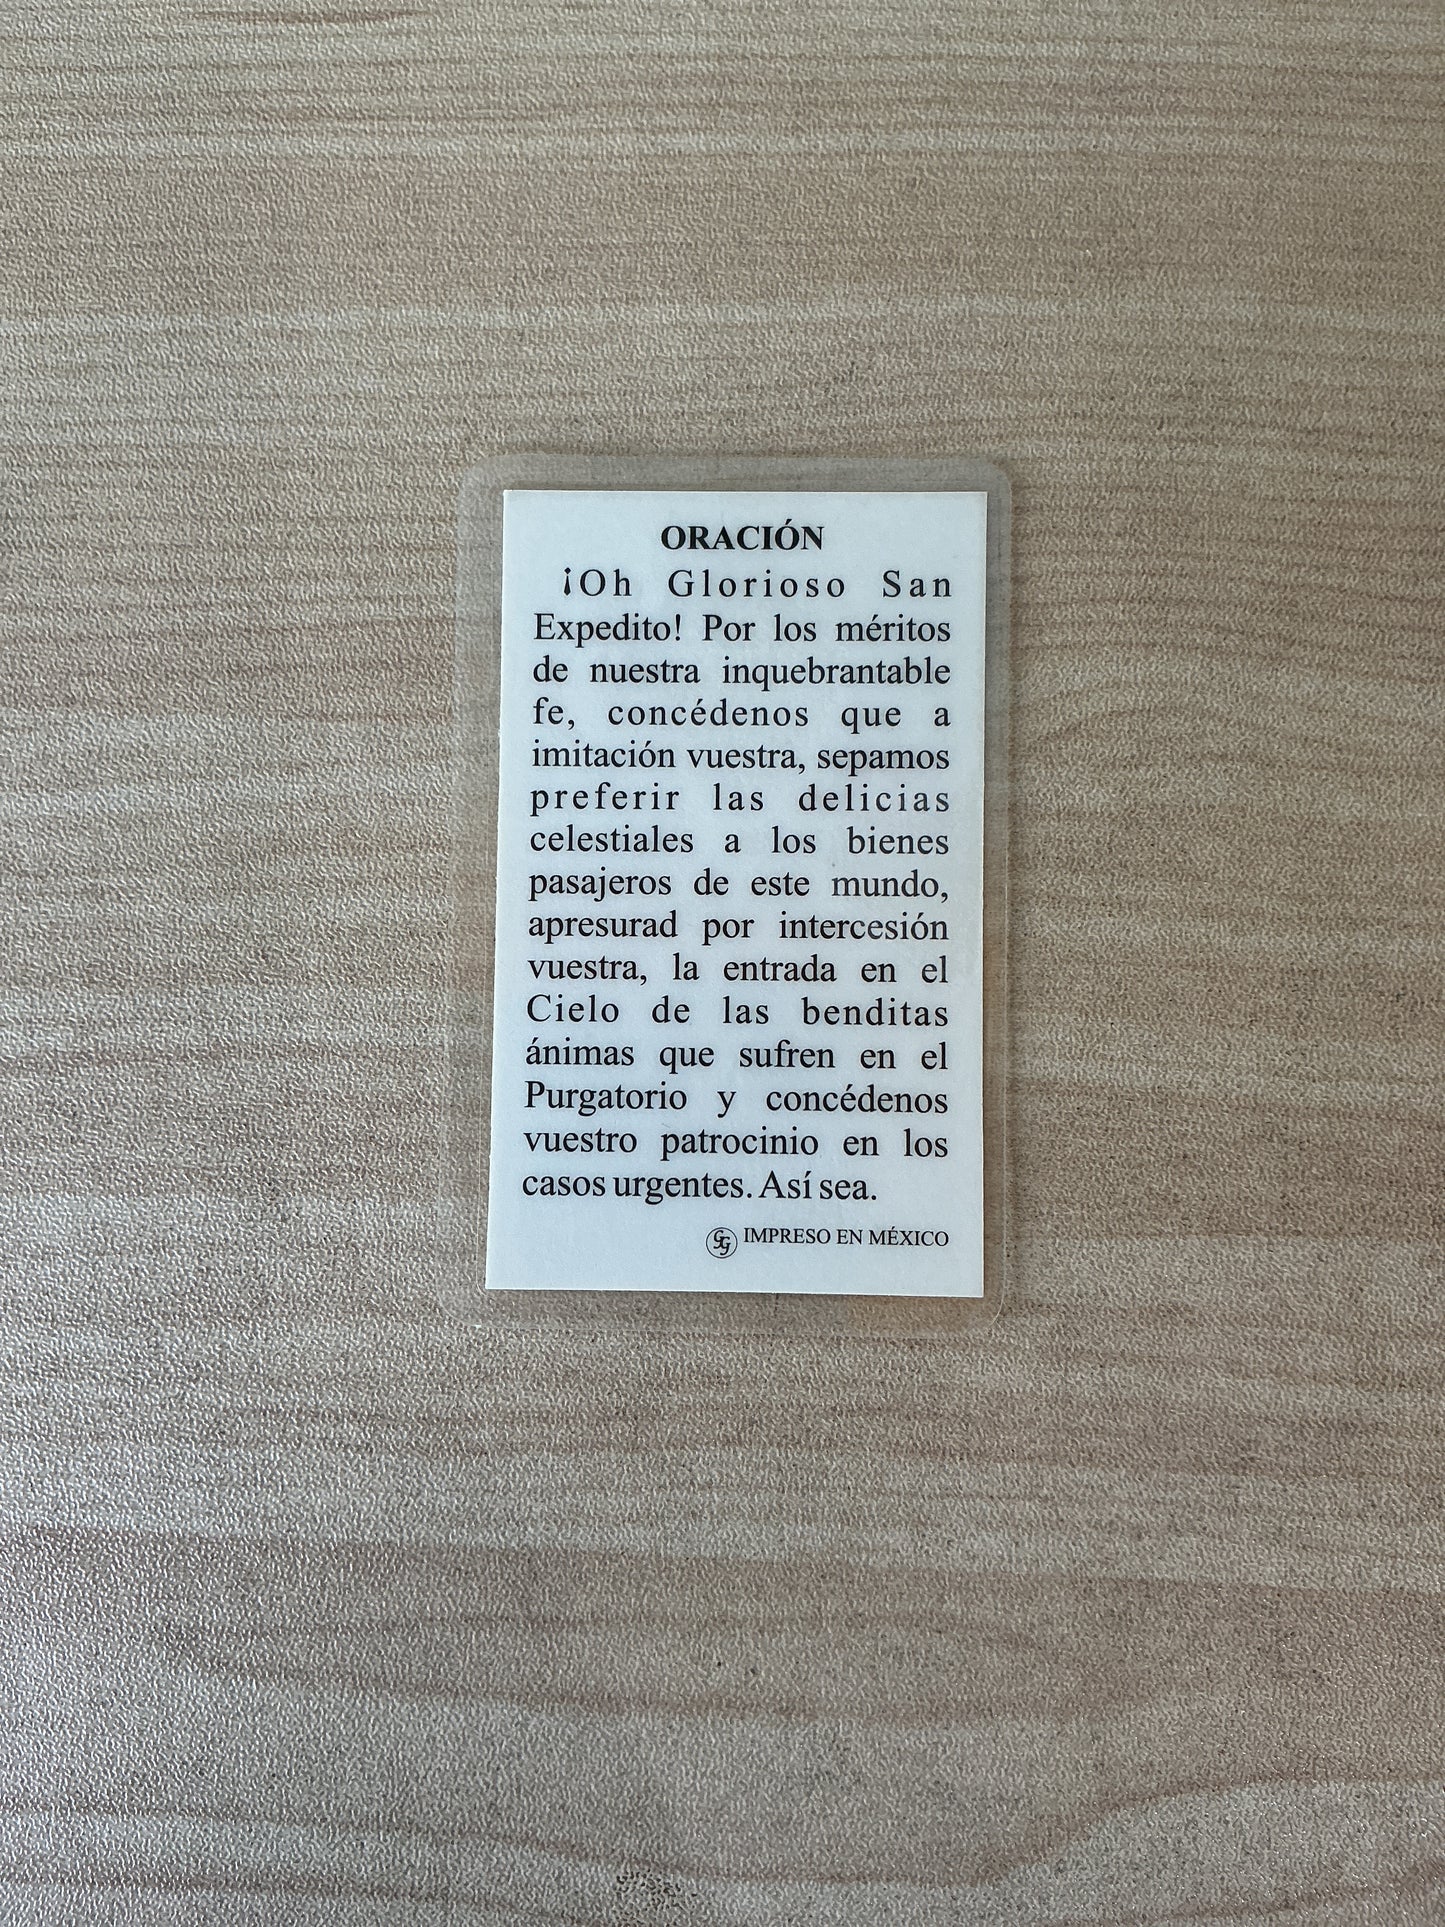 ORACIÓN
¡Oh Glorioso San
Expedito! Por los méritos
de nuestra inquebrantable
fe, concédenos que a
imitación vuestra, sepamos
preferir las delicias
celestiales a los bienes
pasajeros de este mundo,
apresurad por intercesión
vuestra, la entrada en el
Cielo de las benditas
ánimas que sufren en el
Purgatorio y concédenos
vuestro patrocinio en los
casos urgentes. Así sea.
GG IMPRESO EN MÉXICO